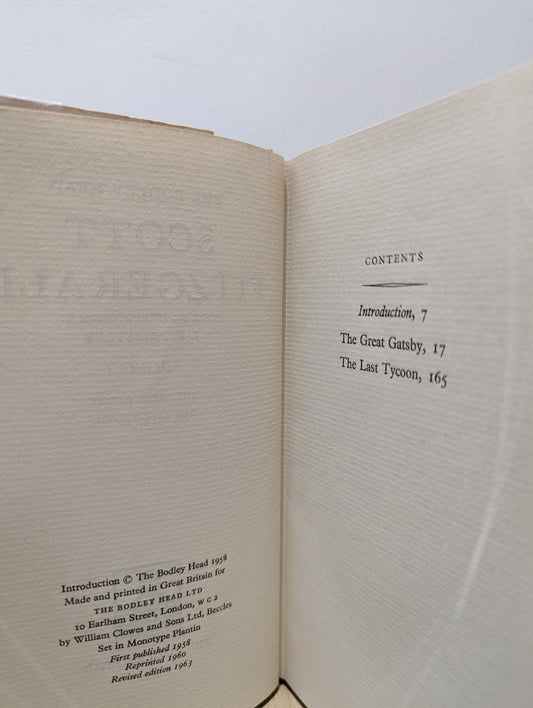 Introduction © The Bodley Head 1958
Made and printed in Great Britain for
THE BODLEY HEAD LTD
10 Earlham Street, London, WC2
by William Clowes and Sons Ltd, Beccles
Set in Monotype Plantin
First published 1958
Reprinted 1960
Revised edition 1963
CONTENTS
Introduction, 7
The Great Gatsby, 17
The Last Tycoon, 165